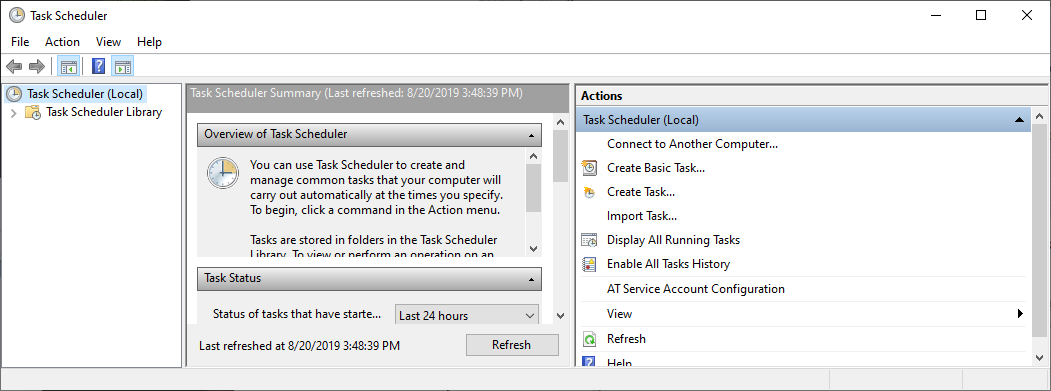 Task Scheduler
File Action View Help
Task Scheduler (Local)
Task Scheduler Library
Task Scheduler Summary (Last refreshed: 8/20/2019 3:48:39 PM)
Overview of Task Scheduler
You can use Task Scheduler to create and
manage common tasks that your computer will
carry out automatically at the times you specify.
To begin, click a command in the Action menu.
Tasks are stored in folders in the Task Scheduler
Library. To view or perform an operation on an
Task Status
Status of tasks that have starte... Last 24 hours
Last refreshed at 8/20/2019 3:48:39 PM Refresh
Actions
Task Scheduler (Local)
Connect to Another Computer...
Create Basic Task...
Create Task...
Import Task...
Display All Running Tasks
Enable All Tasks History
AT Service Account Configuration
View
Refresh
Help